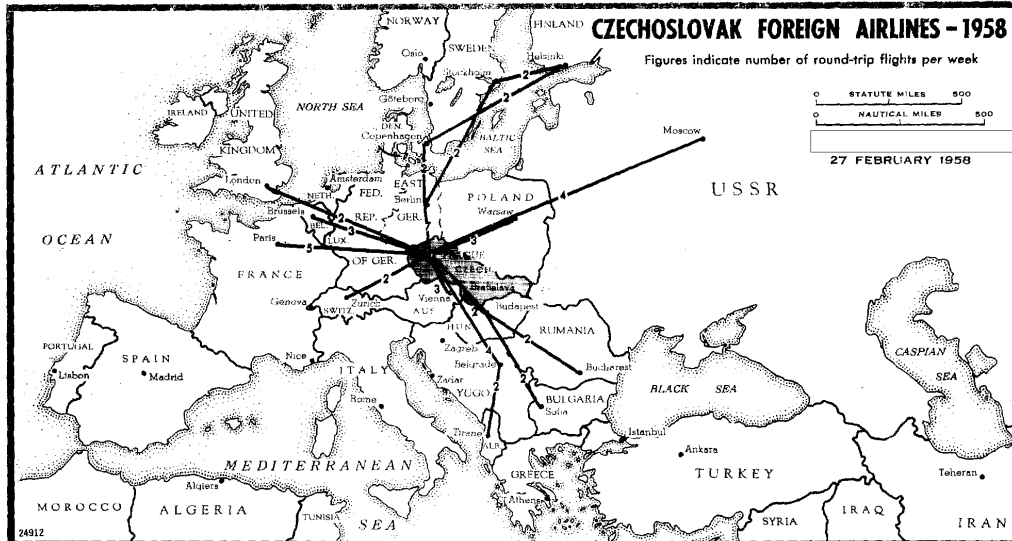 CZECHOSLOVAK FOREIGN AIRLINES – 1958
Figures indicate number of round-trip flights per week
0 STATUTE MILES 500
0 NAUTICAL MILES 500
27 FEBRUARY 1958
NORWAY
SWEDEN
FINLAND
Oslo
Helsinki
Stockholm
2
2
NORTH SEA
Göteborg
IRELAND
UNITED
KINGDOM
DEN.
Copenhagen
BALTIC
SEA
2
2
Moscow
ATLANTIC
OCEAN
USSR
London
Amsterdam
NETH.
FED.
REP.
OF GER.
EAST
GER.
Berlin
POLAND
Warsaw
4
3
Brussels
BEL.
LUX.
2
3
Paris
5
PRAGUE
CZECH.
Bratislava
FRANCE
2
3
Geneva
SWITZ.
Zurich
Vienna
AUS.
Budapest
2
HUN.
RUMANIA
PORTUGAL
SPAIN
Lisbon
Madrid
Nice
ITALY
Zagreb
4
2
Belgrade
Bucharest
Zadar
YUGO.
2
2
BULGARIA
Sofia
BLACK SEA
CASPIAN
SEA
Rome
Tirane
ALB.
Istanbul
Ankara
TURKEY
Teheran
MEDITERRANEAN
SEA
GREECE
Athens
Algiers
MOROCCO
ALGERIA
TUNISIA
SYRIA
IRAQ
IRAN
24912